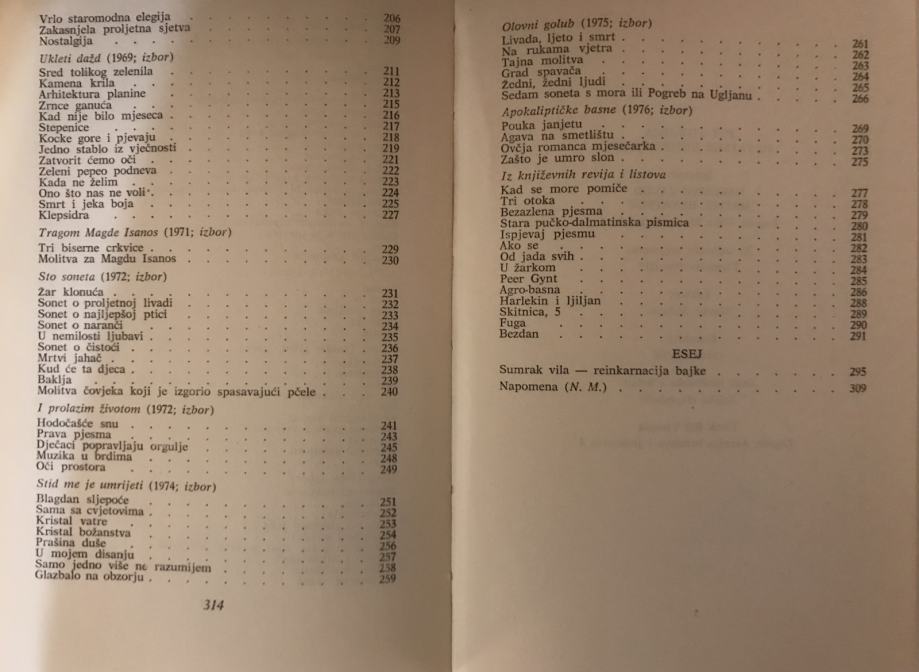 Vrlo staromodna elegija . . . . . . . . . . . . 206
Zakasnjela proljetna sjetva . . . . . . . . . . . 207
Nostalgija . . . . . . . . . . . . . . . 209
Ukleti dažd (1969; izbor)
Sred tolikog zelenila . . . . . . . . . . . . 211
Kamena krila . . . . . . . . . . . . . . 212
Arhitektura planine . . . . . . . . . . . . . 213
Zrnce ganuća . . . . . . . . . . . . . . 215
Kad nije bilo mjeseca . . . . . . . . . . . . 216
Stepenice . . . . . . . . . . . . . . . 217
Kocke gore i pjevaju . . . . . . . . . . . . 218
Jedno stablo iz vječnosti . . . . . . . . . . . 219
Zatvorit ćemo oči . . . . . . . . . . . . . 221
Zeleni pepeo podneva . . . . . . . . . . . . 222
Kada ne želim . . . . . . . . . . . . . . 223
Ono što nas ne voli . . . . . . . . . . . . . 224
Smrt i jeka boja . . . . . . . . . . . . . 225
Klepsidra . . . . . . . . . . . . . . . 227
Tragom Magde Isanos (1971; izbor)
Tri biserne crkvice . . . . . . . . . . . . . 229
Molitva za Magdu Isanos . . . . . . . . . . . 230
Sto soneta (1972; izbor)
Žar klonuća . . . . . . . . . . . . . . 231
Sonet o proljetnoj livadi . . . . . . . . . . . 232
Sonet o najljepšoj ptici . . . . . . . . . . . 233
Sonet o naranči . . . . . . . . . . . . . 234
U nemilosti ljubavi . . . . . . . . . . . . . 235
Sonet o čistoći . . . . . . . . . . . . . . 236
Mrtvi jahač . . . . . . . . . . . . . . 237
Kud će ta djeca . . . . . . . . . . . . . 238
Baklja . . . . . . . . . . . . . . . . 239
Molitva čovjeka koji je izgorio spasavajući pčele . . . . 240
I prolazim životom (1972; izbor)
Hodočašće snu . . . . . . . . . . . . . . 241
Prava pjesma . . . . . . . . . . . . . . 243
Dječaci popravljaju orgulje . . . . . . . . . . 245
Muzika u brdima . . . . . . . . . . . . . 248
Oči prostora . . . . . . . . . . . . . . 249
Stid me je umrijeti (1974; izbor)
Blagdan sljepoće . . . . . . . . . . . . . 251
Sama sa cvjetovima . . . . . . . . . . . . . 252
Kristal vatre . . . . . . . . . . . . . . 253
Kristal božanstva . . . . . . . . . . . . . 254
Prašina duše . . . . . . . . . . . . . . 256
U mojem disanju . . . . . . . . . . . . . 257
Samo jedno više ne razumijem . . . . . . . . . 258
Glazbalo na obzorju . . . . . . . . . . . . . 259
314
Olovni golub (1975; izbor)
Livada, ljeto i smrt . . . . . . . . . . . . . 261
Na rukama vjetra . . . . . . . . . . . . . 262
Tajna molitva . . . . . . . . . . . . . . 263
Grad spavača . . . . . . . . . . . . . . 264
Žedni, žedni ljudi . . . . . . . . . . . . . 265
Sedam soneta s mora ili Pogreb na Ugljanu . . . . . . 266
Apokaliptičke basne (1976; izbor)
Pouka janjetu . . . . . . . . . . . . . . 269
Agava na smetlištu . . . . . . . . . . . . . 270
Ovčja romanca mjesečarka . . . . . . . . . . . 273
Zašto je umro slon . . . . . . . . . . . . . 275
Iz književnih revija i listova
Kad se more pomiče . . . . . . . . . . . . 277
Tri otoka . . . . . . . . . . . . . . . 278
Bezazlena pjesma . . . . . . . . . . . . . 279
Stara pučko-dalmatinska pismica . . . . . . . . . 280
Ispjevaj pjesmu . . . . . . . . . . . . . 281
Ako se . . . . . . . . . . . . . . . . 282
Od jada svih . . . . . . . . . . . . . . 283
U žarkom . . . . . . . . . . . . . . . 284
Peer Gynt . . . . . . . . . . . . . . . 285
Agro-basna . . . . . . . . . . . . . . . 286
Harlekin i ljiljan . . . . . . . . . . . . . 288
Skitnica, 5 . . . . . . . . . . . . . . . 289
Fuga . . . . . . . . . . . . . . . . 290
Bezdan . . . . . . . . . . . . . . . . 291
ESEJ
Sumrak vila — reinkarnacija bajke . . . . . . . . 295
Napomena (N. M.) . . . . . . . . . . . . . 309